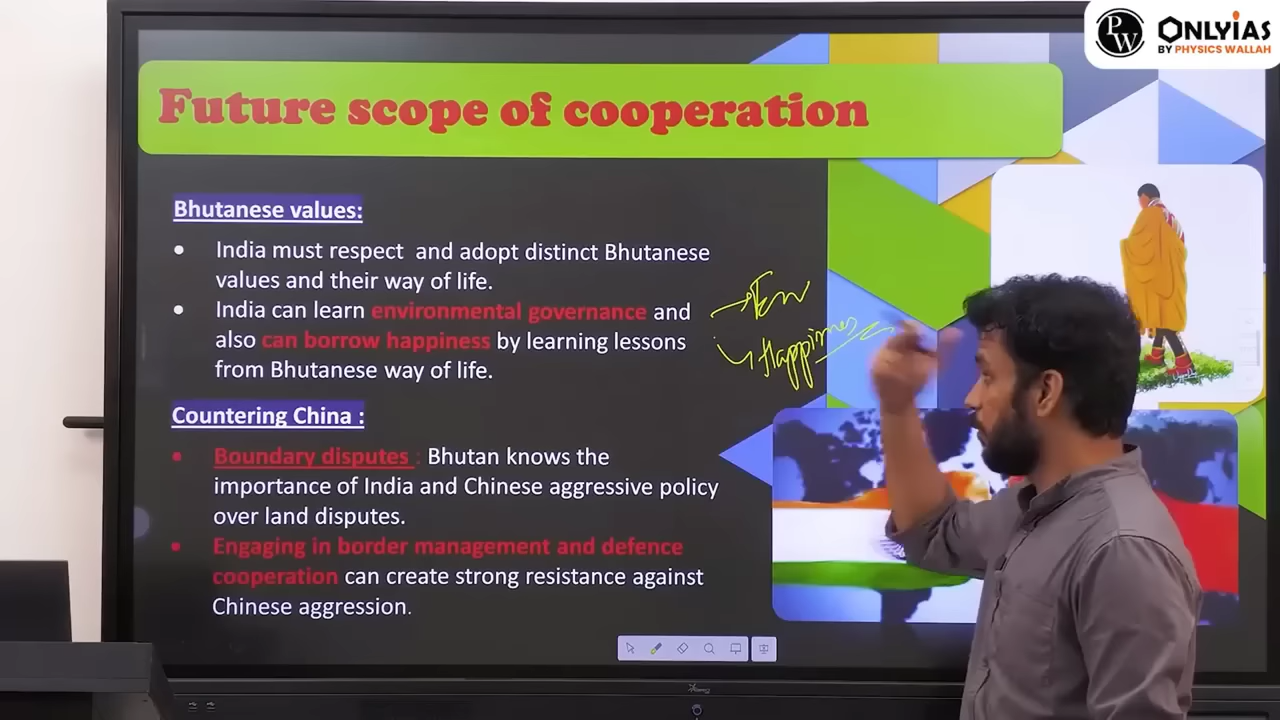 PW
ONLYIAS
BY PHYSICS WALLAH
Future scope of cooperation
Bhutanese values:
• India must respect and adopt distinct Bhutanese
values and their way of life.
• India can learn environmental governance and
also can borrow happiness by learning lessons
from Bhutanese way of life.
Env
Happiness
Countering China :
• Boundary disputes : Bhutan knows the
importance of India and Chinese aggressive policy
over land disputes.
• Engaging in border management and defence
cooperation can create strong resistance against
Chinese aggression.